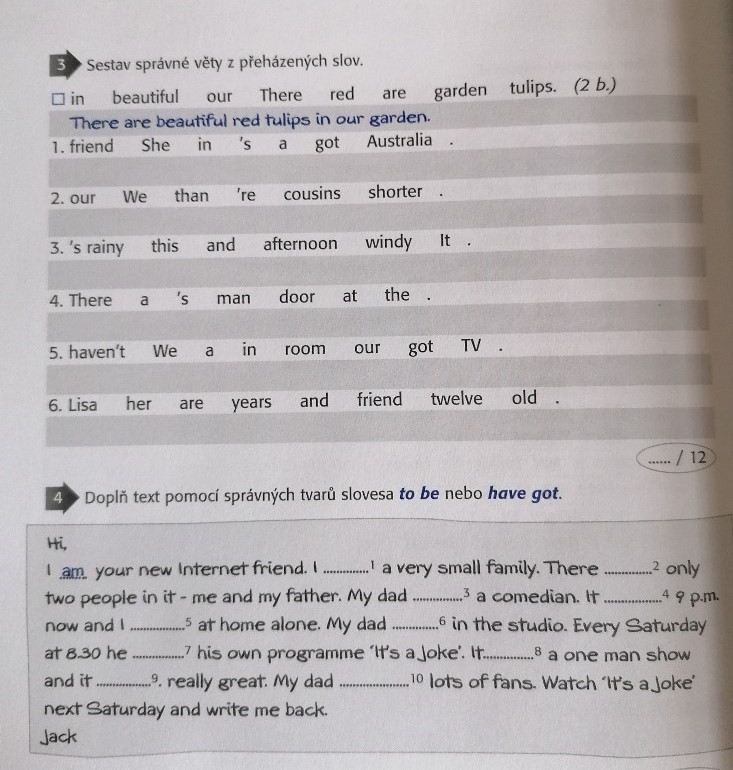 3 Sestav správné věty z přeházených slov.
□ in beautiful our There red are garden tulips. (2 b.)
There are beautiful red tulips in our garden.
1. friend She in 's a got Australia .
2. our We than 're cousins shorter .
3. 's rainy this and afternoon windy It .
4. There a 's man door at the .
5. haven't We a in room our got TV .
6. Lisa her are years and friend twelve old .
...... / 12
4 Doplň text pomocí správných tvarů slovesa to be nebo have got.
Hi,
I am your new Internet friend. I ..............1 a very small family. There ..............2 only
two people in it - me and my father. My dad ..............3 a comedian. It ................4 9 p.m.
now and I ...............5 at home alone. My dad .............6 in the studio. Every Saturday
at 8.30 he ..............7 his own programme 'It's a Joke'. It..............8 a one man show
and it ..............9. really great. My dad ...................10 lots of fans. Watch 'It's a Joke'
next Saturday and write me back.
Jack